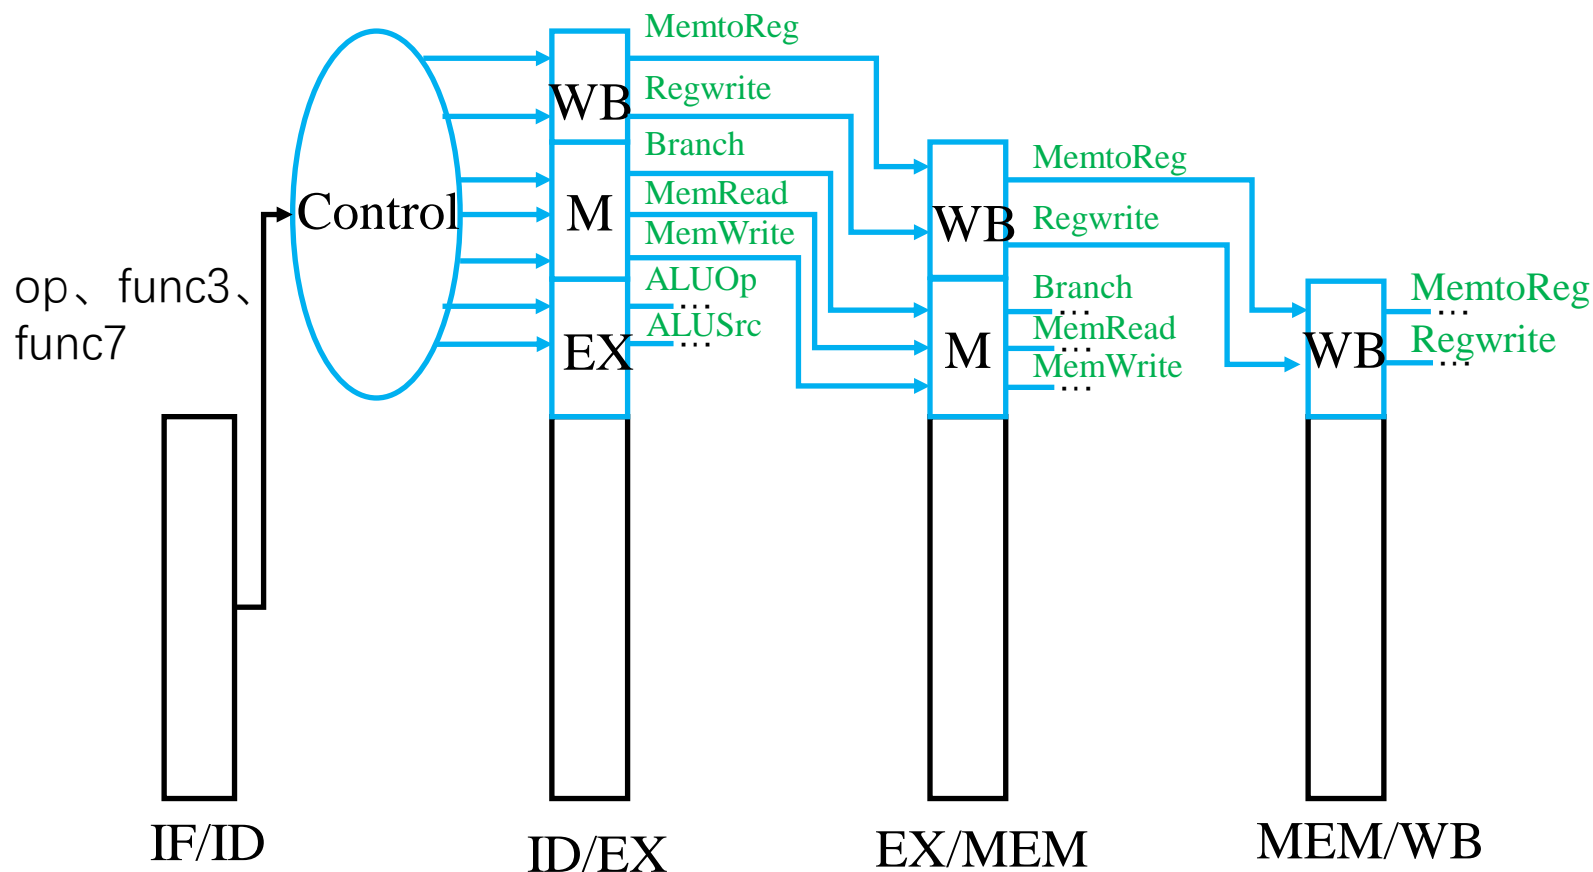 MemtoReg
Regwrite
WB
Branch
MemRead
MemWrite
M
ALUOp
ALUSrc
EX
Control
op、func3、
func7
MemtoReg
Regwrite
WB
Branch
MemRead
MemWrite
M
MemtoReg
Regwrite
WB
IF/ID
ID/EX
EX/MEM
MEM/WB